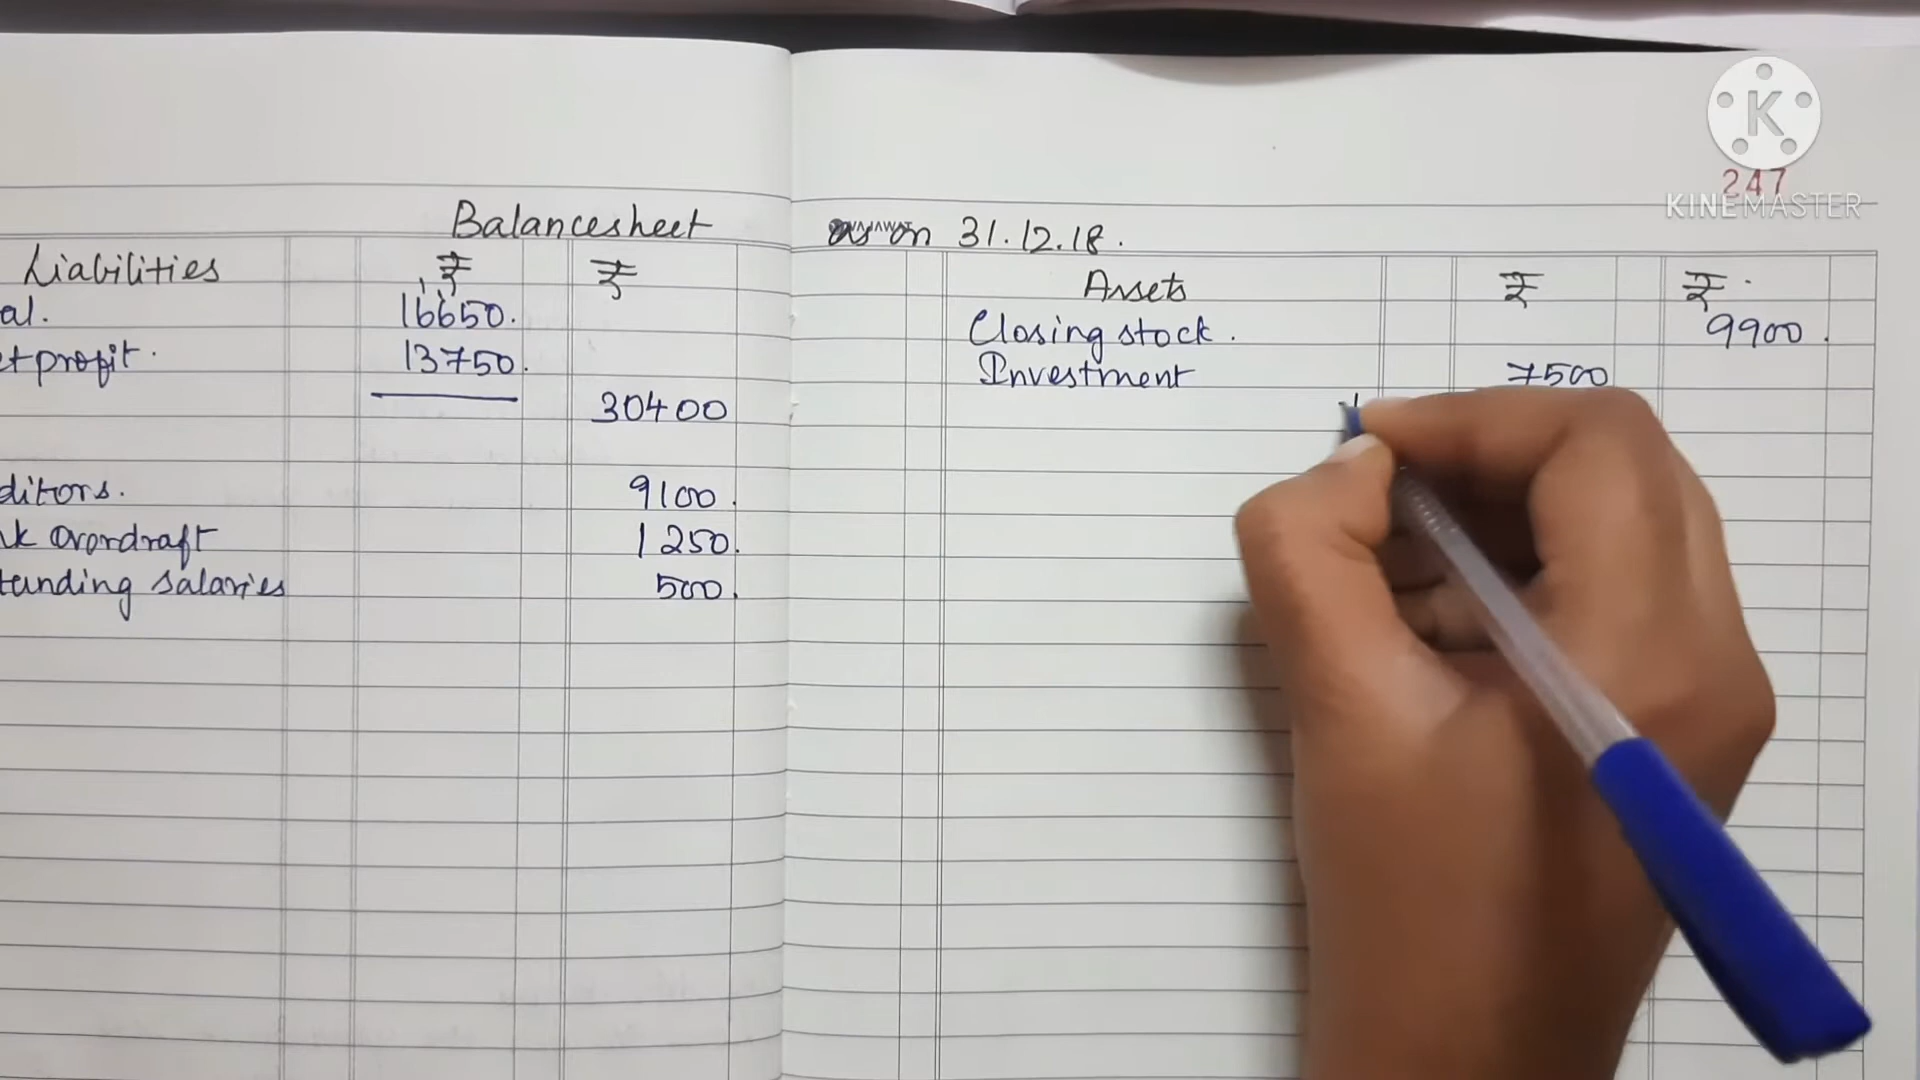 K
247
KINEMASTER
Balancesheet as on 31.12.18.
Liabilities ₹ ₹
al. 16650.
t profit. 13750.
30400
ditors. 9100.
k Overdraft 1250.
tanding salaries 500.
Assets ₹ ₹
Closing stock. 9900.
Investment 7500